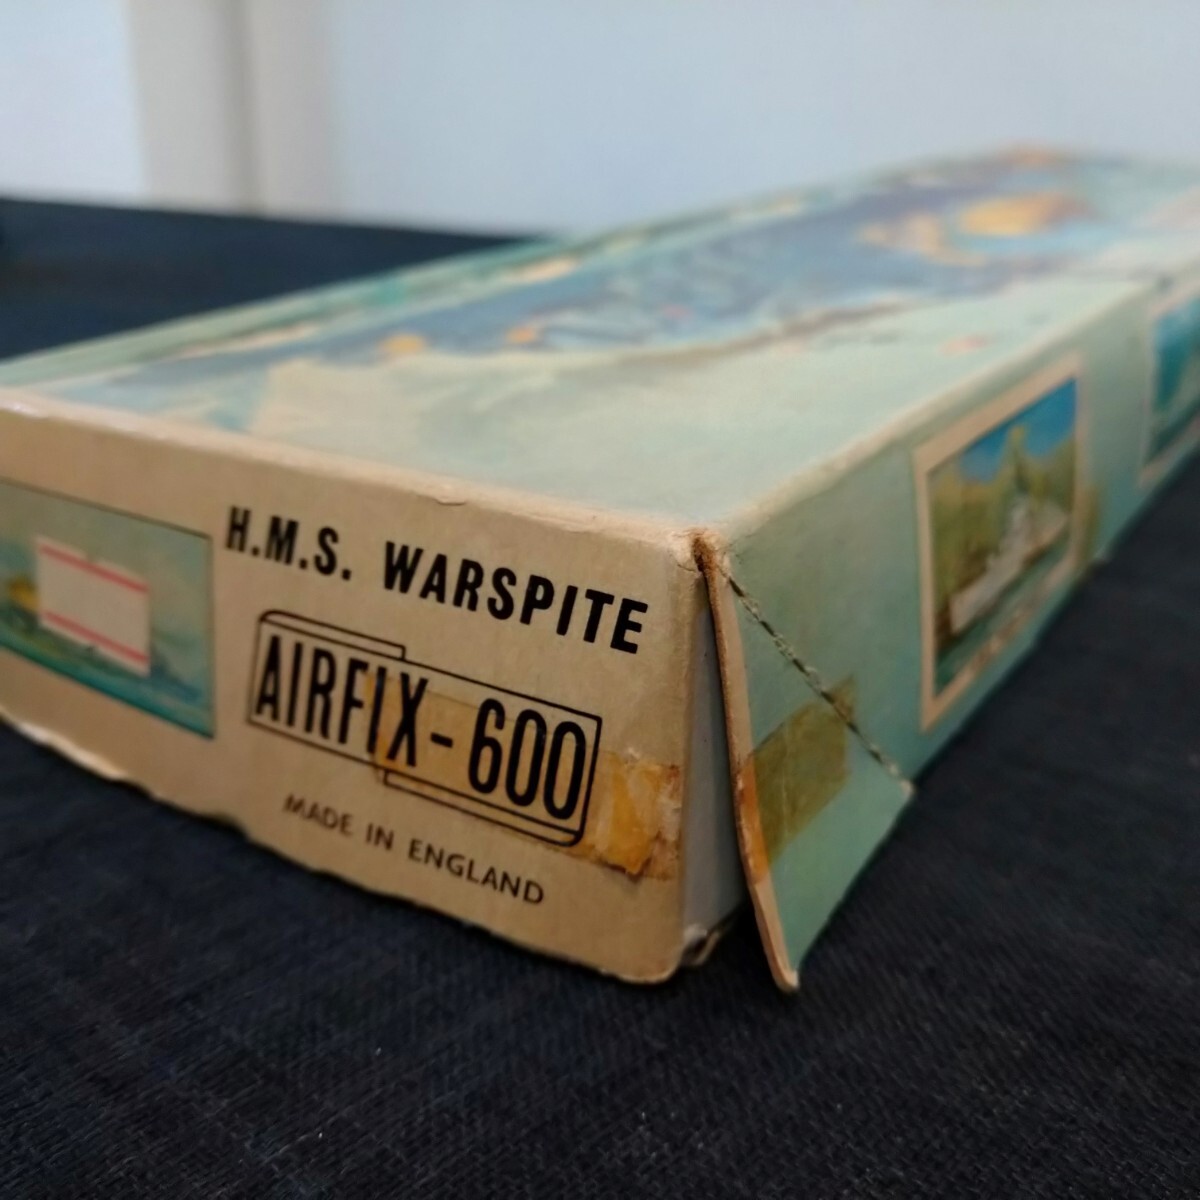 H.M.S. WARSPITE
AIRFIX-600
MADE IN ENGLAND